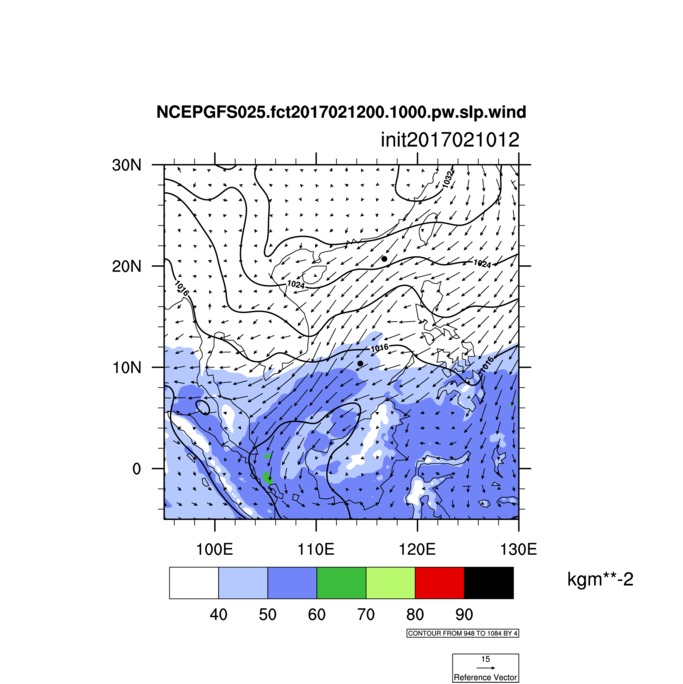 NCEPGFS025.fct2017021200.1000.pw.slp.wind
init2017021012
30N
20N
10N
0
1032
1024
1024
1016
1016
1016
100E 110E 120E 130E
kgm**-2
40 50 60 70 80 90
CONTOUR FROM 948 TO 1084 BY 4
15
Reference Vector